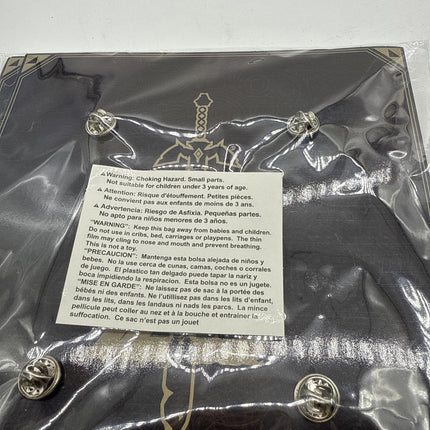 Warning: Choking Hazard. Small parts.
Not suitable for children under 3 years of age.
Attention: Risque d'étouffement. Petites pièces.
Ne convient pas aux enfants de moins de 3 ans.
Advertencia: Riesgo de Asfixia. Pequeñas partes.
No apto para niños menores de 3 años.
"WARNING": Keep this bag away from babies and children.
Do not use in cribs, bed, carriages or playpens. The thin
film may cling to nose and mouth and prevent breathing.
This is not a toy.
"PRECAUCION": Mantenga esta bolsa alejada de niños y
bebes. No la use cerca de cunas, camas, coches o corrales
de juego. El plastico tan delgado puede tapar la nariz y
boca impidiendo la respiracion. Esta bolsa no es un jugete.
"MISE EN GARDE": Ne laissez pas de sac à la portée des
bébés ni des enfants. Ne l'utillisez pas dans les lits d'enfant,
dans les lits, dans les landaus ni nads les parcs. La mince
pellicule peut coller au nez et à la bouche et entraîner la
suffocation. Ce sac n'est pas un jouet